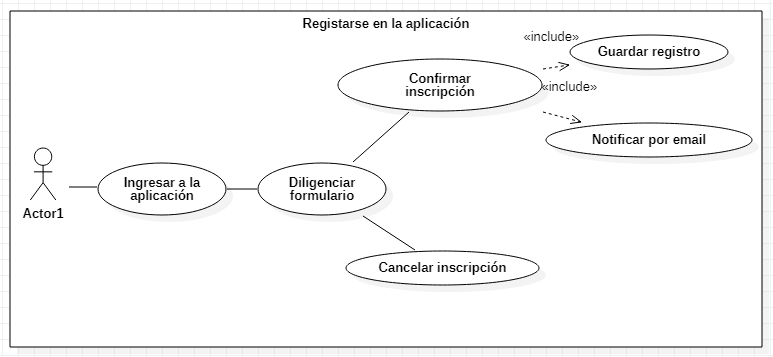 Registarse en la aplicación
«include»
Guardar registro
Confirmar
inscripción
«include»
Notificar por email
Ingresar a la
aplicación
Diligenciar
formulario
Actor1
Cancelar inscripción